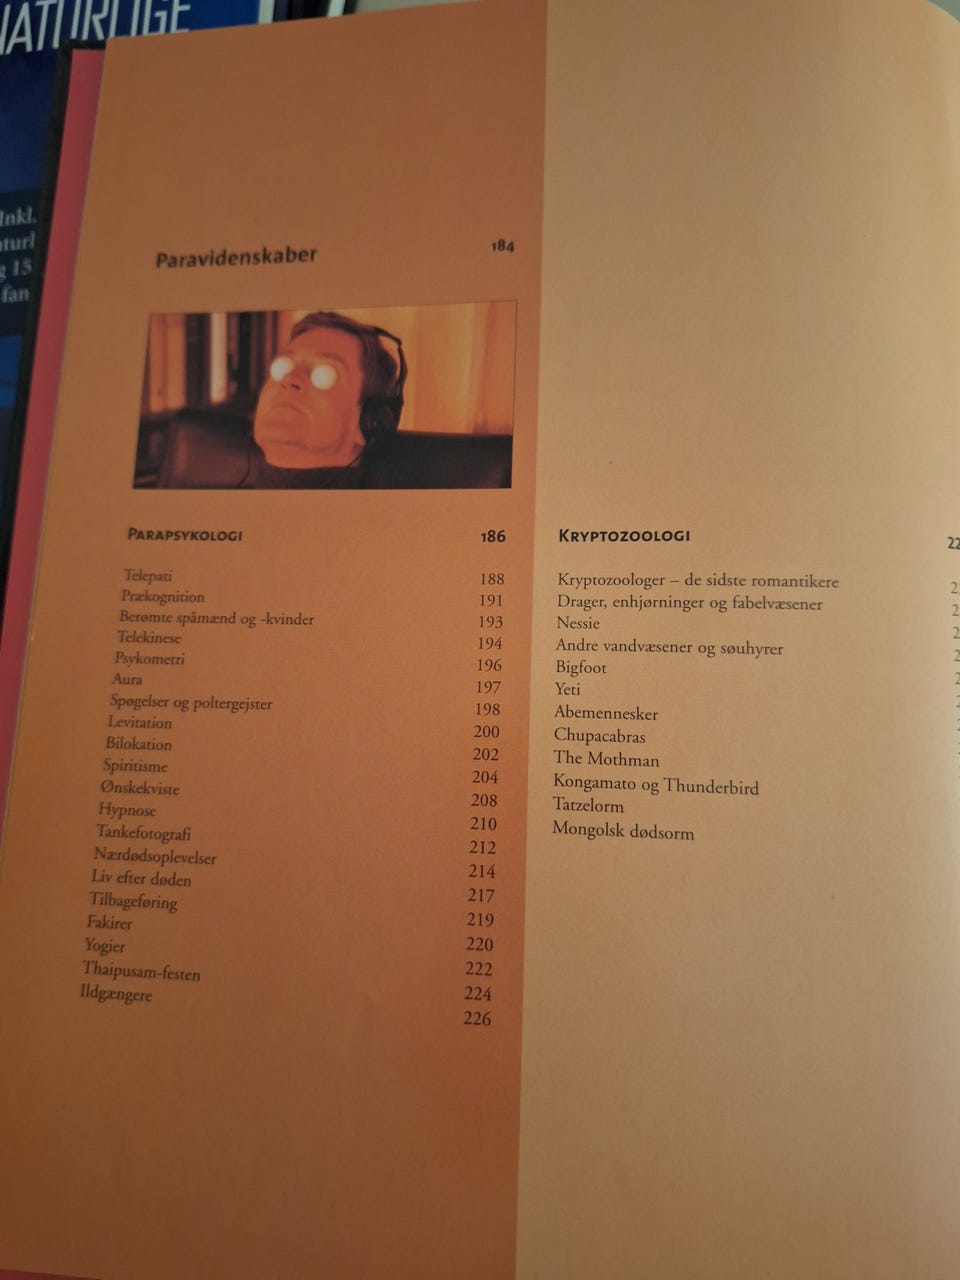 NATURLIGE
Inkl.
15
fan
Paravidenskaber 184
PARAPSYKOLOGI 186
Telepati 188
Prækognition 191
Berømte spåmænd og -kvinder 193
Telekinese 194
Psykometri 196
Aura 197
Spøgelser og poltergejster 198
Levitation 200
Bilokation 202
Spiritisme 204
Ønskekviste 208
Hypnose 210
Tankefotografi 212
Nærdødsoplevelser 214
Liv efter døden 217
Tilbageføring 219
Fakirer 220
Yogier 222
Thaipusam-festen 224
Ildgængere 226
KRYPTOZOOLOGI
Kryptozoologer – de sidste romantikere
Drager, enhjørninger og fabelvæsener
Nessie
Andre vandvæsener og søuhyrer
Bigfoot
Yeti
Abemennesker
Chupacabras
The Mothman
Kongamato og Thunderbird
Tatzelorm
Mongolsk dødsorm